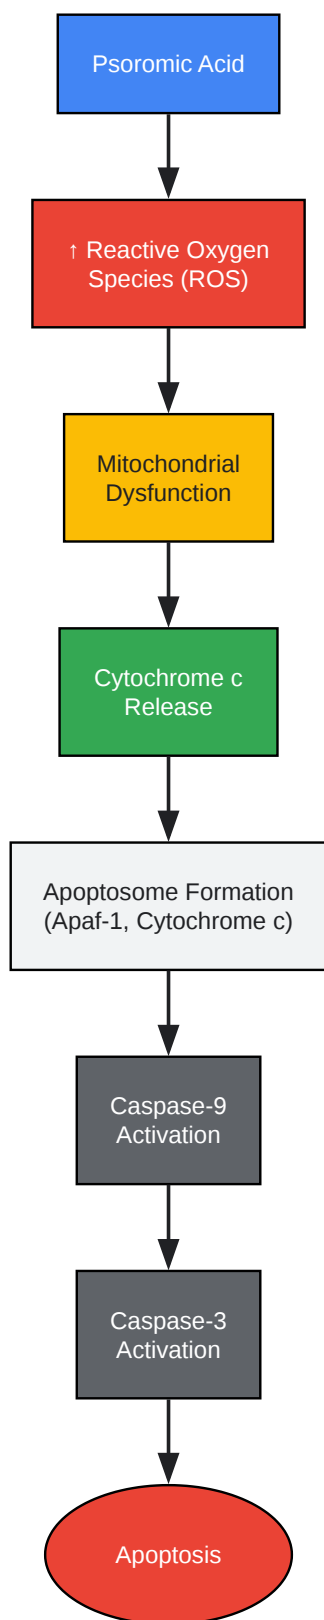 Psoromic Acid
↑ Reactive Oxygen
Species (ROS)
Mitochondrial
Dysfunction
Cytochrome c
Release
Apoptosome Formation
(Apaf-1, Cytochrome c)
Caspase-9
Activation
Caspase-3
Activation
Apoptosis